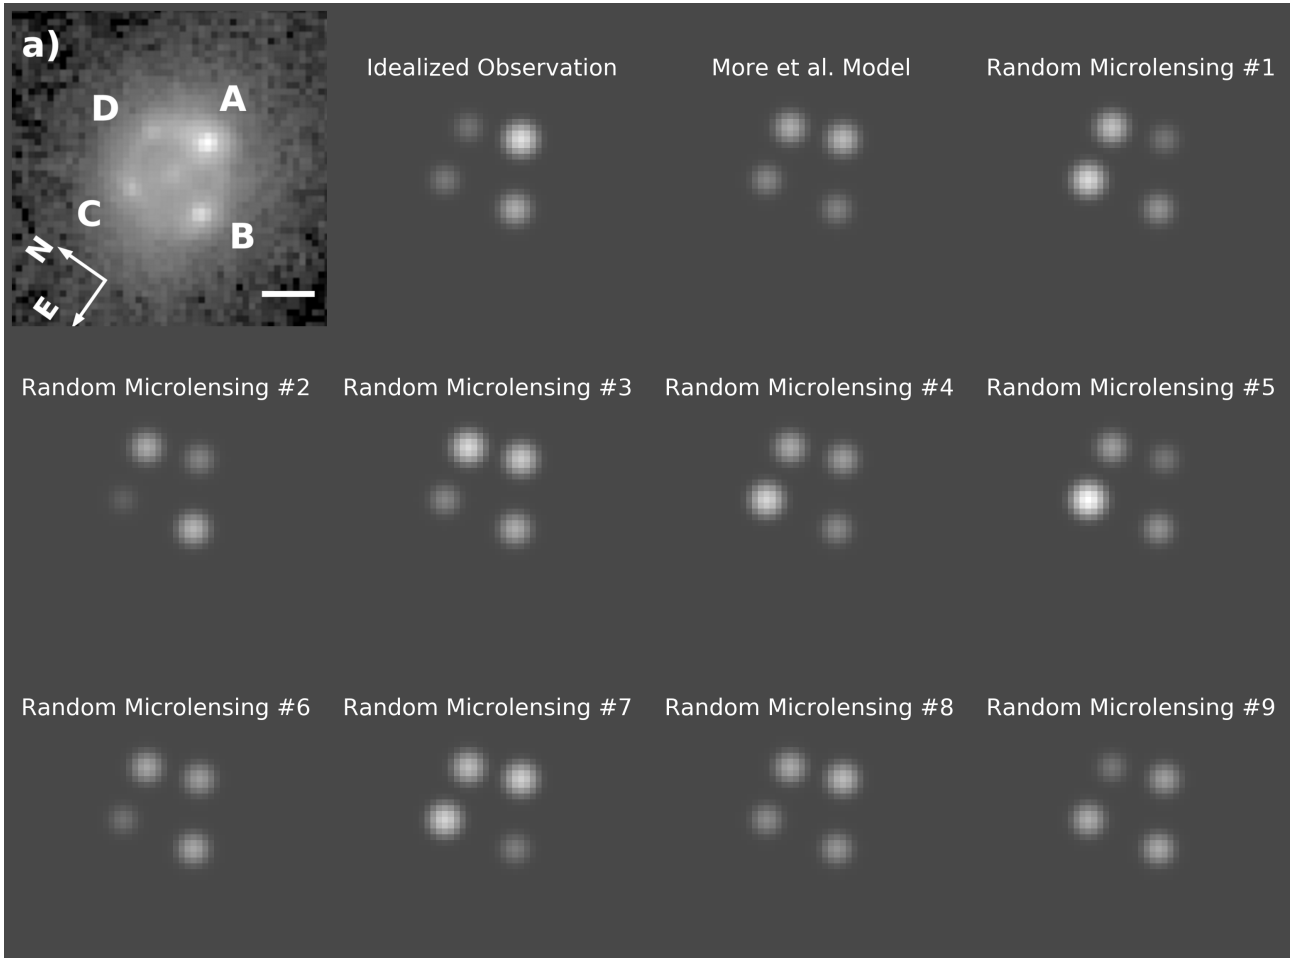 a)
D
A
C
B
N
E
Idealized Observation
More et al. Model
Random Microlensing #1
Random Microlensing #2
Random Microlensing #3
Random Microlensing #4
Random Microlensing #5
Random Microlensing #6
Random Microlensing #7
Random Microlensing #8
Random Microlensing #9